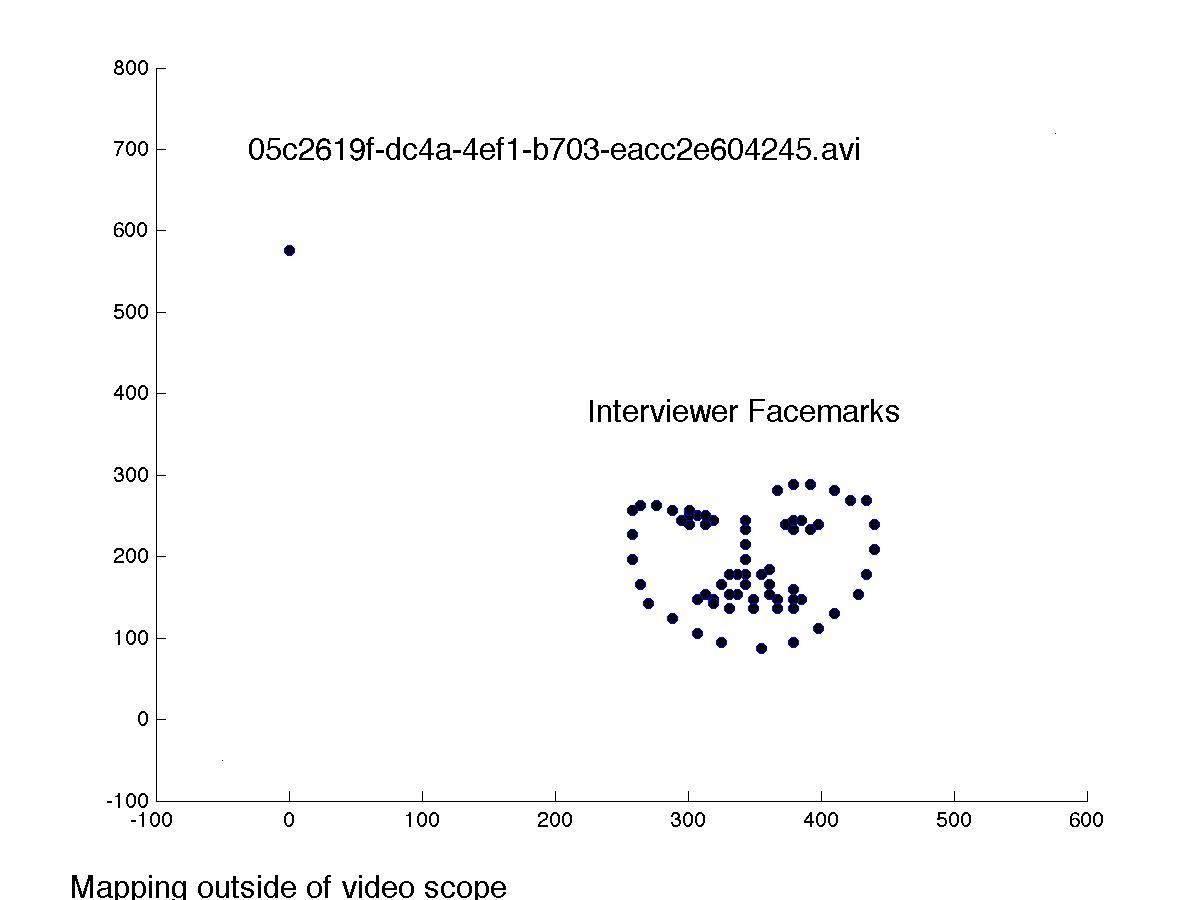 800
700
05c2619f-dc4a-4ef1-b703-eacc2e604245.avi
600
500
400
Interviewer Facemarks
300
200
100
0
-100
-100 0 100 200 300 400 500 600
Mapping outside of video scope